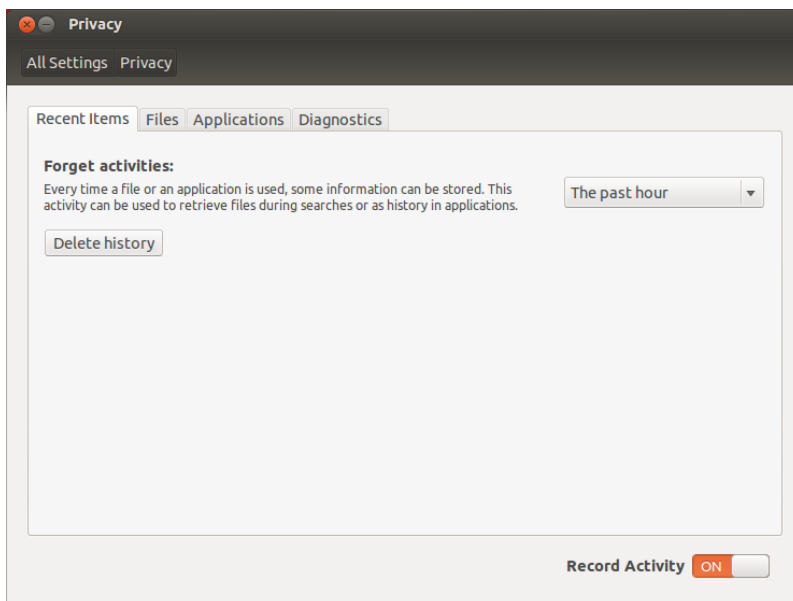 Privacy
All Settings Privacy
Recent Items Files Applications Diagnostics
Forget activities:
Every time a file or an application is used, some information can be stored. This
activity can be used to retrieve files during searches or as history in applications.
The past hour
Delete history
Record Activity ON